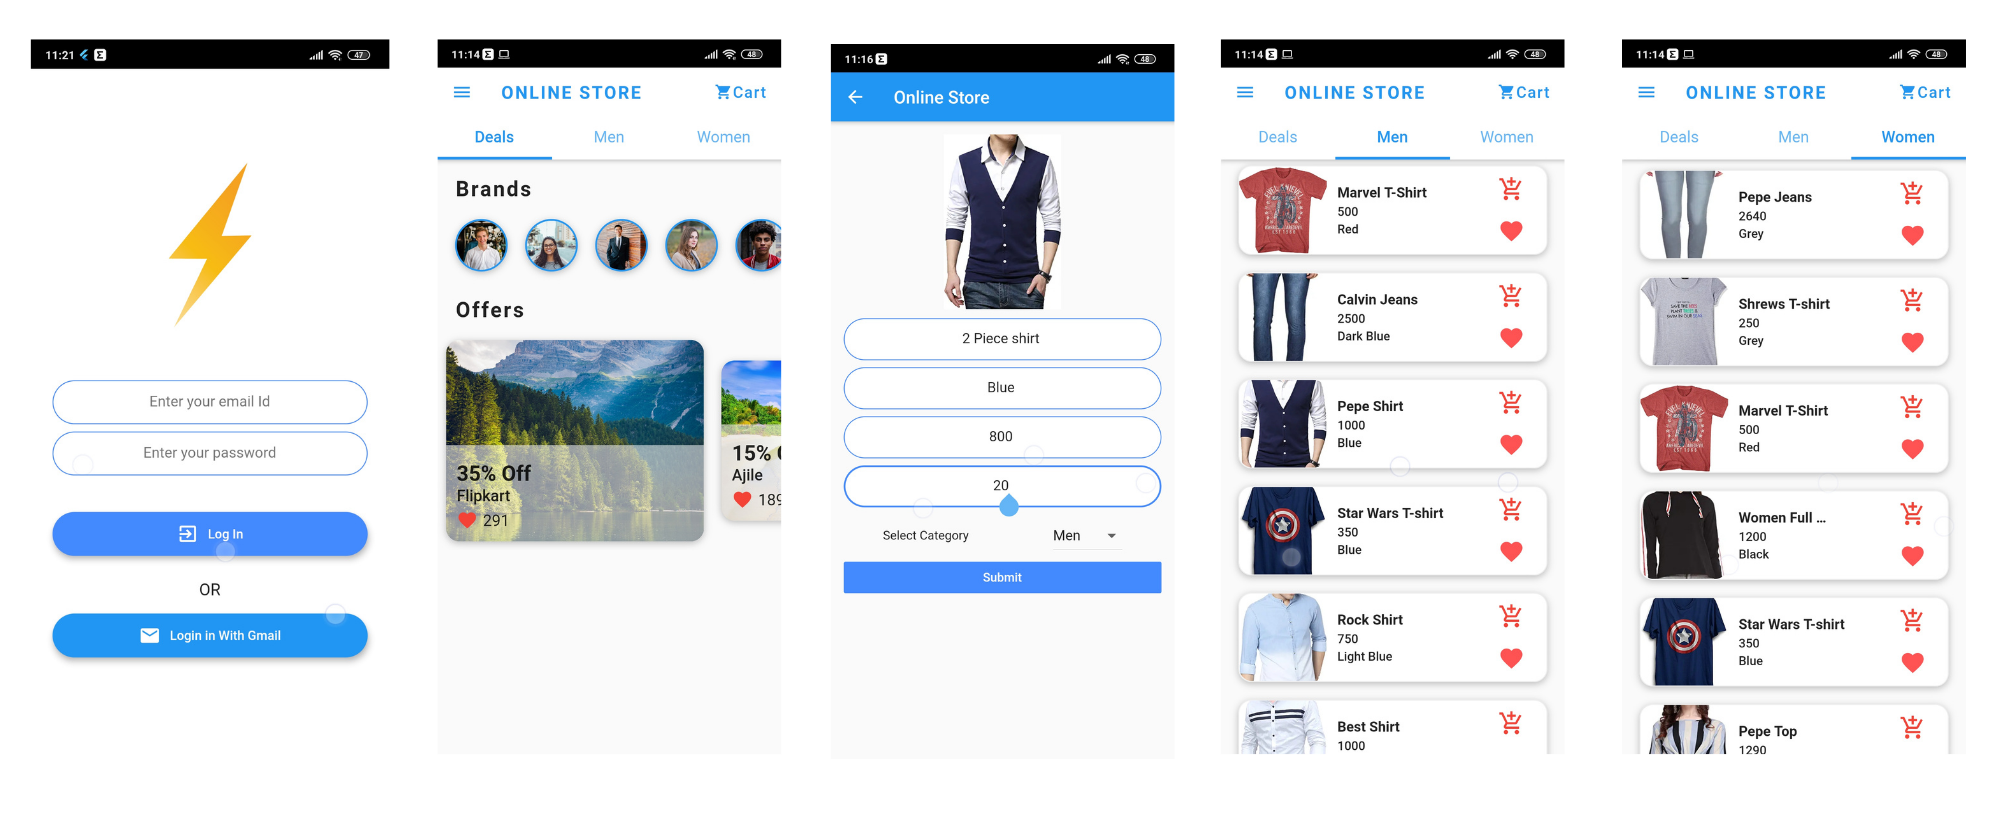 11:21
47
Enter your email Id
Enter your password
Log In
OR
Login in With Gmail
11:14
48
ONLINE STORE
Cart
Deals
Men
Women
Brands
Offers
35% Off
Flipkart
291
15%
Ajile
189
11:16
48
Online Store
2 Piece shirt
Blue
800
20
Select Category
Men
Submit
11:14
48
ONLINE STORE
Cart
Deals
Men
Women
Marvel T-Shirt
500
Red
Calvin Jeans
2500
Dark Blue
Pepe Shirt
1000
Blue
Star Wars T-shirt
350
Blue
Rock Shirt
750
Light Blue
Best Shirt
1000
11:14
48
ONLINE STORE
Cart
Deals
Men
Women
Pepe Jeans
2640
Grey
Shrews T-shirt
250
Grey
Marvel T-Shirt
500
Red
Women Full ...
1200
Black
Star Wars T-shirt
350
Blue
Pepe Top
1290